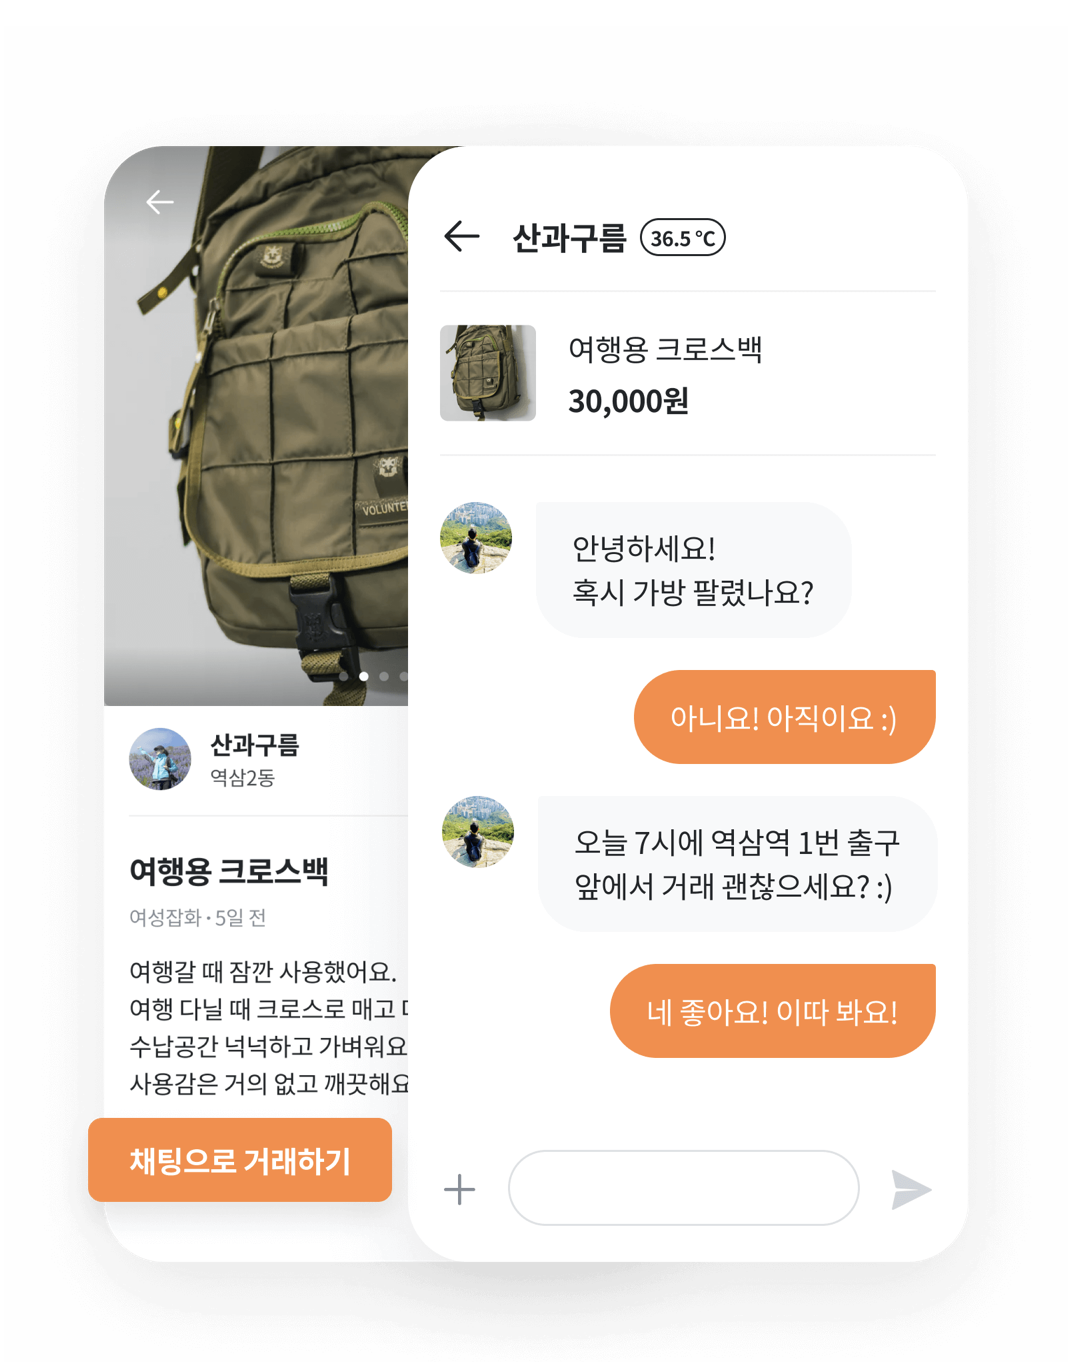 VOLUNTE
산과구름
역삼2동
여행용 크로스백
여성잡화 · 5일 전
여행갈 때 잠깐 사용했어요.
여행 다닐 때 크로스로 매고
수납공간 넉넉하고 가벼워요
사용감은 거의 없고 깨끗해요
채팅으로 거래하기
산과구름 36.5 °C
여행용 크로스백
30,000원
안녕하세요!
혹시 가방 팔렸나요?
아니요! 아직이요 :)
오늘 7시에 역삼역 1번 출구
앞에서 거래 괜찮으세요? :)
네 좋아요! 이따 봐요!